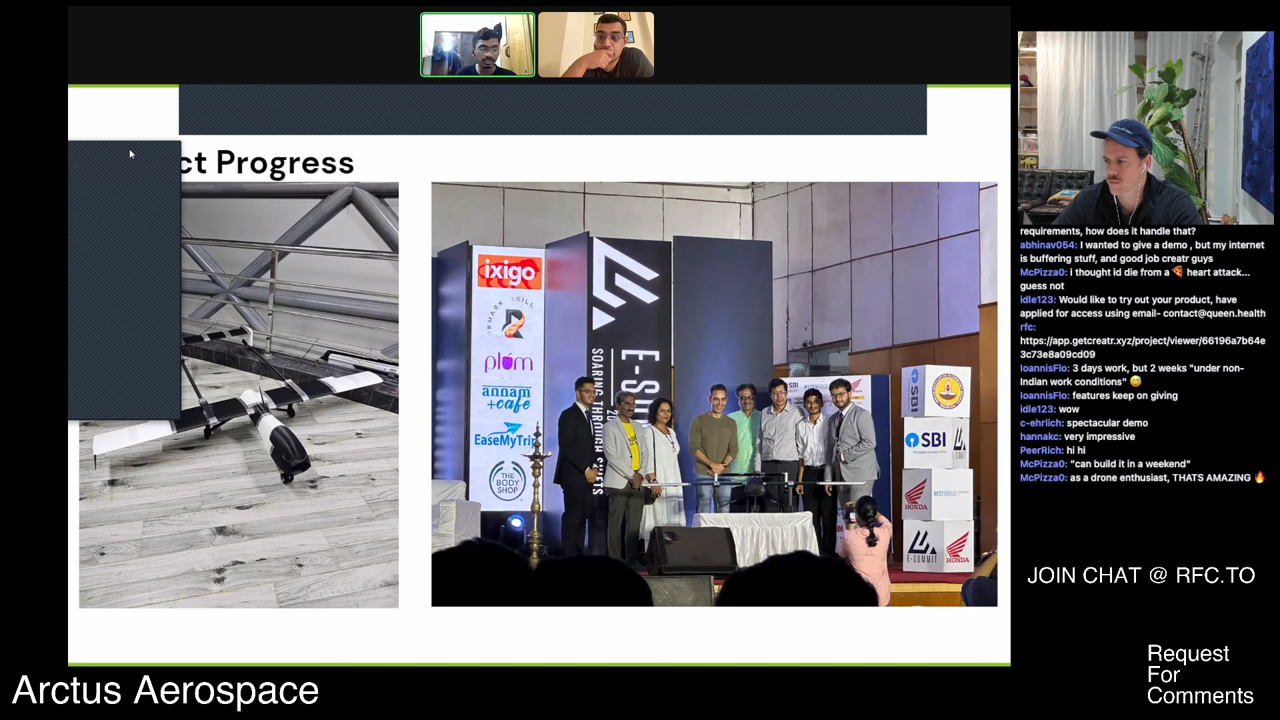 ct Progress
ixigo
plum
annam
+cafe
EaseMyTrip
THE
BODY
SHOP
SOARING THROUGH
SBI
HONDA
SBI
HONDA
E-SUMMIT
HONDA
requirements, how does it handle that?
abhinav054: I wanted to give a demo , but my internet
is buffering stuff, and good job creatr guys
McPizza0: i thought id die from a 🍕 heart attack...
guess not
idle123: Would like to try out your product, have
applied for access using email- contact@queen.health
rfc:
https://app.getcreatr.xyz/project/viewer/66196a7b64e
3c73e8a09cd09
IoannisFlo: 3 days work, but 2 weeks "under non-
Indian work conditions" 😅
IoannisFlo: features keep on giving
idle123: wow
c-ehrlich: spectacular demo
hannakc: very impressive
PeerRich: hi hi
McPizza0: "can build it in a weekend"
McPizza0: as a drone enthusiast, THATS AMAZING 🔥
JOIN CHAT @ RFC.TO
Request
For
Comments
Arctus Aerospace